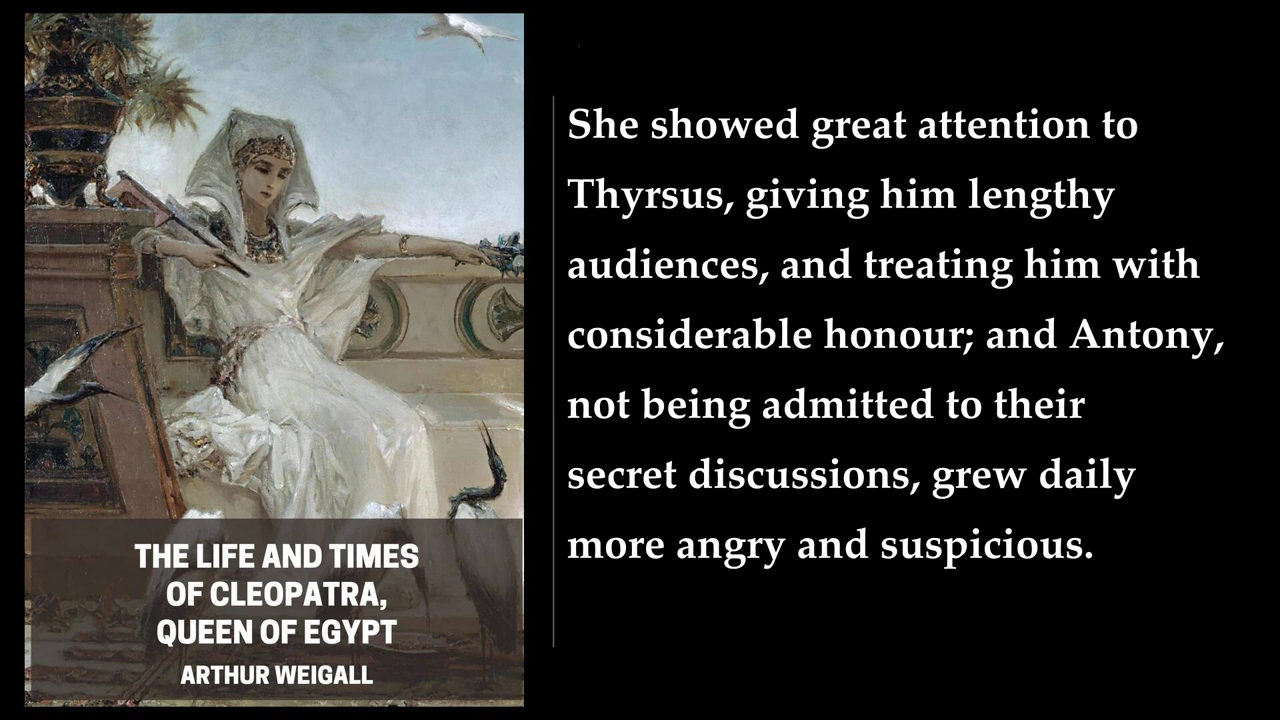 THE LIFE AND TIMES
OF CLEOPATRA,
QUEEN OF EGYPT
ARTHUR WEIGALL
She showed great attention to
Thyrsus, giving him lengthy
audiences, and treating him with
considerable honour; and Antony,
not being admitted to their
secret discussions, grew daily
more angry and suspicious.